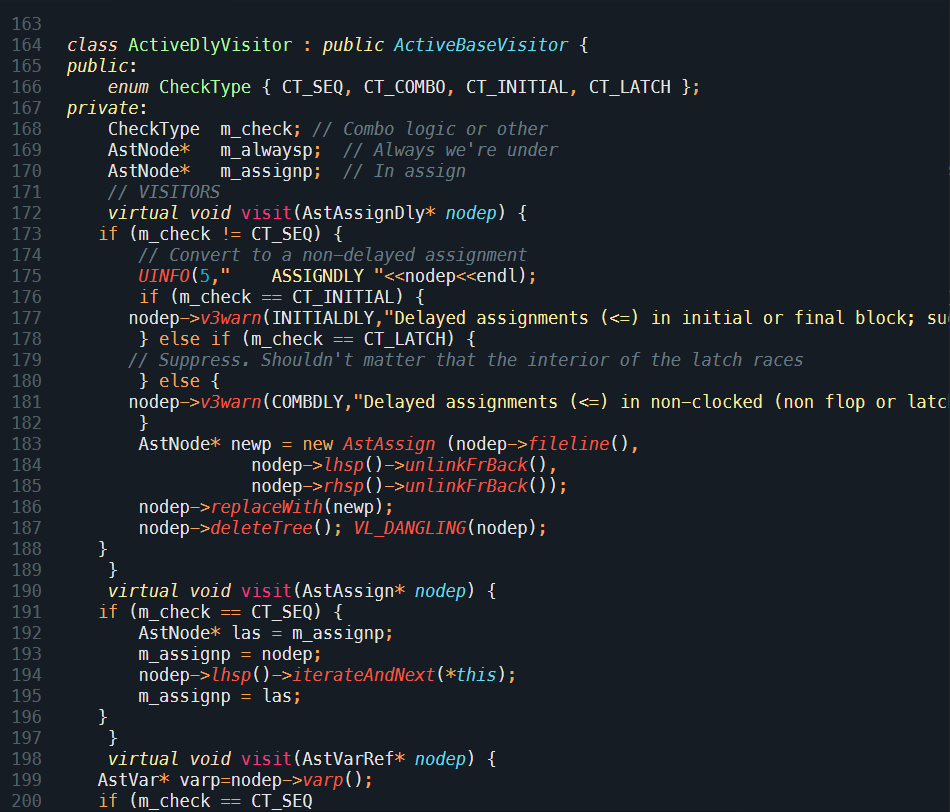 163
164 class ActiveDlyVisitor : public ActiveBaseVisitor {
165 public:
166     enum CheckType { CT_SEQ, CT_COMBO, CT_INITIAL, CT_LATCH };
167 private:
168     CheckType  m_check; // Combo logic or other
169     AstNode*   m_alwaysp;  // Always we're under
170     AstNode*   m_assignp;  // In assign
171     // VISITORS
172     virtual void visit(AstAssignDly* nodep) {
173    if (m_check != CT_SEQ) {
174        // Convert to a non-delayed assignment
175        UINFO(5,"    ASSIGNDLY "<<nodep<<endl);
176        if (m_check == CT_INITIAL) {
177       nodep->v3warn(INITIALDLY,"Delayed assignments (<=) in initial or final block; su
178        } else if (m_check == CT_LATCH) {
179       // Suppress. Shouldn't matter that the interior of the latch races
180        } else {
181       nodep->v3warn(COMBDLY,"Delayed assignments (<=) in non-clocked (non flop or latc
182        }
183        AstNode* newp = new AstAssign (nodep->fileline(),
184                   nodep->lhsp()->unlinkFrBack(),
185                   nodep->rhsp()->unlinkFrBack());
186        nodep->replaceWith(newp);
187        nodep->deleteTree(); VL_DANGLING(nodep);
188    }
189     }
190     virtual void visit(AstAssign* nodep) {
191    if (m_check == CT_SEQ) {
192        AstNode* las = m_assignp;
193        m_assignp = nodep;
194        nodep->lhsp()->iterateAndNext(*this);
195        m_assignp = las;
196    }
197     }
198     virtual void visit(AstVarRef* nodep) {
199    AstVar* varp=nodep->varp();
200    if (m_check == CT_SEQ